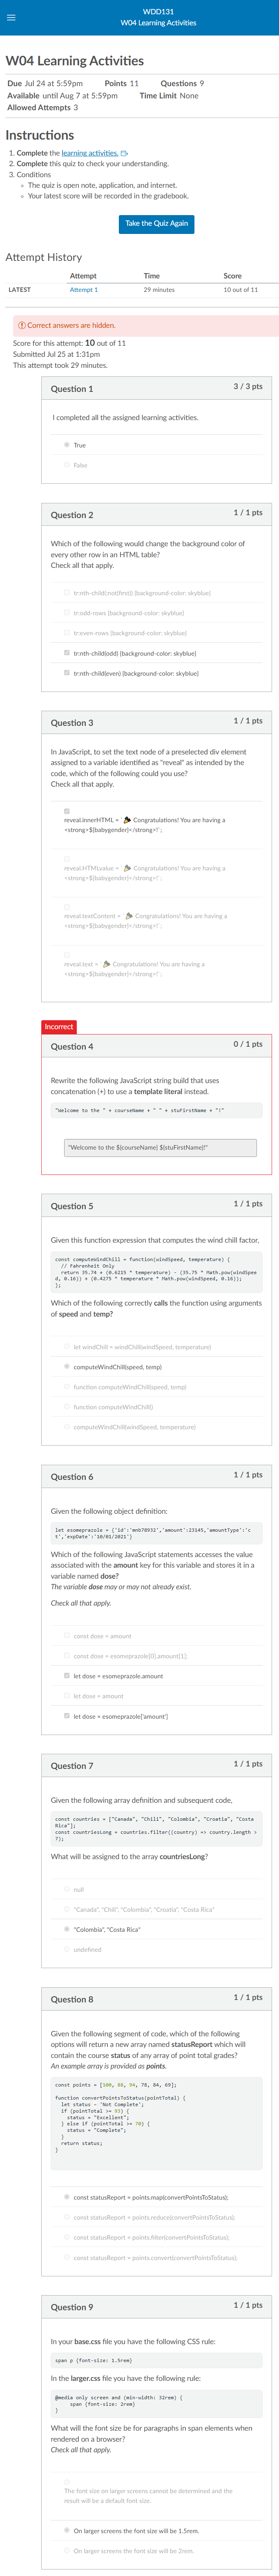 WDD131
W04 Learning Activities
W04 Learning Activities
Due Jul 24 at 5:59pm Points 11 Questions 9
Available until Aug 7 at 5:59pm Time Limit None
Allowed Attempts 3
Instructions
1. Complete the learning activities.
2. Complete this quiz to check your understanding.
3. Conditions
The quiz is open note, application, and internet.
Your latest score will be recorded in the gradebook.
Take the Quiz Again
Attempt History
Attempt Time Score
LATEST Attempt 1 29 minutes 10 out of 11
Correct answers are hidden.
Score for this attempt: 10 out of 11
Submitted Jul 25 at 1:31pm
This attempt took 29 minutes.
Question 1 3 / 3 pts
I completed all the assigned learning activities.
True
False
Question 2 1 / 1 pts
Which of the following would change the background color of
every other row in an HTML table?
Check all that apply.
tr:nth-child(:not(first)) {background-color: skyblue}
tr:odd-rows {background-color: skyblue}
tr:even-rows {background-color: skyblue}
tr:nth-child(odd) {background-color: skyblue}
tr:nth-child(even) {background-color: skyblue}
Question 3 1 / 1 pts
In JavaScript, to set the text node of a preselected div element
assigned to a variable identified as "reveal" as intended by the
code, which of the following could you use?
Check all that apply.
reveal.innerHTML = `🎉 Congratulations! You are having a
<strong>${babygender}</strong>!`;
reveal.HTMLvalue = `🎉 Congratulations! You are having a
<strong>${babygender}</strong>!`;
reveal.textContent = `🎉 Congratulations! You are having a
<strong>${babygender}</strong>!`;
reveal.text = `🎉 Congratulations! You are having a
<strong>${babygender}</strong>!`;
Incorrect
Question 4 0 / 1 pts
Rewrite the following JavaScript string build that uses
concatenation (+) to use a template literal instead.
"Welcome to the " + courseName + " " + stuFirstName + "!"
"Welcome to the ${courseName} ${stuFirstName}!"
Question 5 1 / 1 pts
Given this function expression that computes the wind chill factor,
const computeWindChill = function(windSpeed, temperature) {
// fahrenheit Only
return 35.74 + (0.6215 * temperature) - (35.75 * Math.pow(windSpee
d, 0.16)) + (0.4275 * temperature * Math.pow(windSpeed, 0.16));
};
Which of the following correctly calls the function using arguments
of speed and temp?
let windChill = windChill(windSpeed, temperature)
computeWindChill(speed, temp)
function computeWindChill(speed, temp)
function computeWindChill()
computeWindChill(windSpeed, temperature)
Question 6 1 / 1 pts
Given the following object definition:
let esomeprazole = {'id':'mnb78932','amount':23145,'amountType':'c
t','expDate':'10/01/2021'}
Which of the following JavaScript statements accesses the value
associated with the amount key for this variable and stores it in a
variable named dose?
The variable dose may or may not already exist.
Check all that apply.
const dose = amount
const dose = esomeprazole[0].amount[1];
let dose = esomeprazole.amount
let dose = amount
let dose = esomeprazole['amount']
Question 7 1 / 1 pts
Given the following array definition and subsequent code,
const countries = ["Canada", "Chili", "Colombia", "Croatia", "Costa
Rica"];
const countriesLong = countries.filter((country) => country.length >
7);
What will be assigned to the array countriesLong?
null
"Canada", "Chili", "Colombia", "Croatia", "Costa Rica"
"Colombia", "Costa Rica"
undefined
Question 8 1 / 1 pts
Given the following segment of code, which of the following
options will return a new array named statusReport which will
contain the course status of any array of point total grades?
An example array is provided as points.
const points = [100, 88, 94, 78, 84, 69];
function convertPointsToStatus(pointTotal) {
let status = 'Not Complete';
if (pointTotal >= 93) {
status = "Excellent";
} else if (pointTotal >= 70) {
status = "Complete";
}
return status;
}
const statusReport = points.map(convertPointsToStatus);
const statusReport = points.reduce(convertPointsToStatus);
const statusReport = points.filter(convertPointsToStatus);
const statusReport = points.convert(convertPointsToStatus);
Question 9 1 / 1 pts
In your base.css file you have the following CSS rule:
span p {font-size: 1.5rem}
In the larger.css file you have the following rule:
@media only screen and (min-width: 32rem) {
span {font-size: 2rem}
}
What will the font size be for paragraphs in span elements when
rendered on a browser?
Check all that apply.
The font size on larger screens cannot be determined and the
result will be a default font size.
On larger screens the font size will be 1.5rem.
On larger screens the font size will be 2rem.